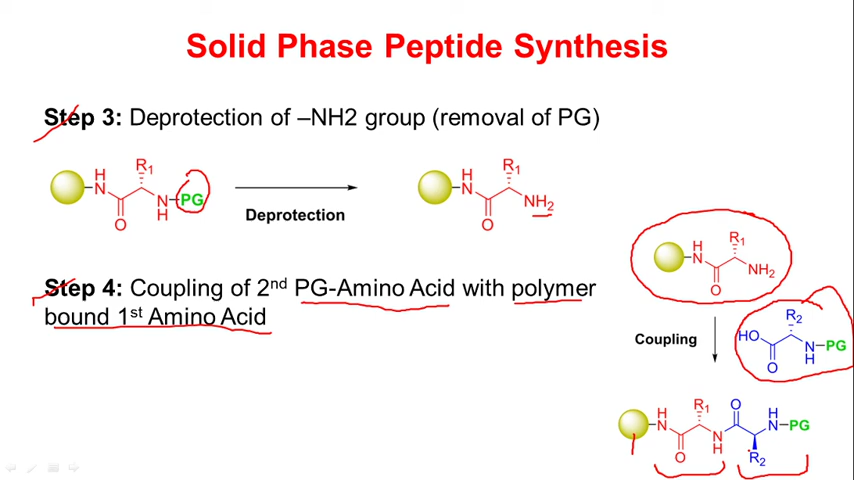 Solid Phase Peptide Synthesis
Step 3: Deprotection of –NH2 group (removal of PG)
R1
H
N
O
N
H
PG
Deprotection
R1
H
N
O
NH2
Step 4: Coupling of 2nd PG-Amino Acid with polymer
bound 1st Amino Acid
R1
H
N
O
NH2
Coupling
R2
HO
O
N
H
PG
R1
H
N
O
N
H
O
R2
H
N
PG